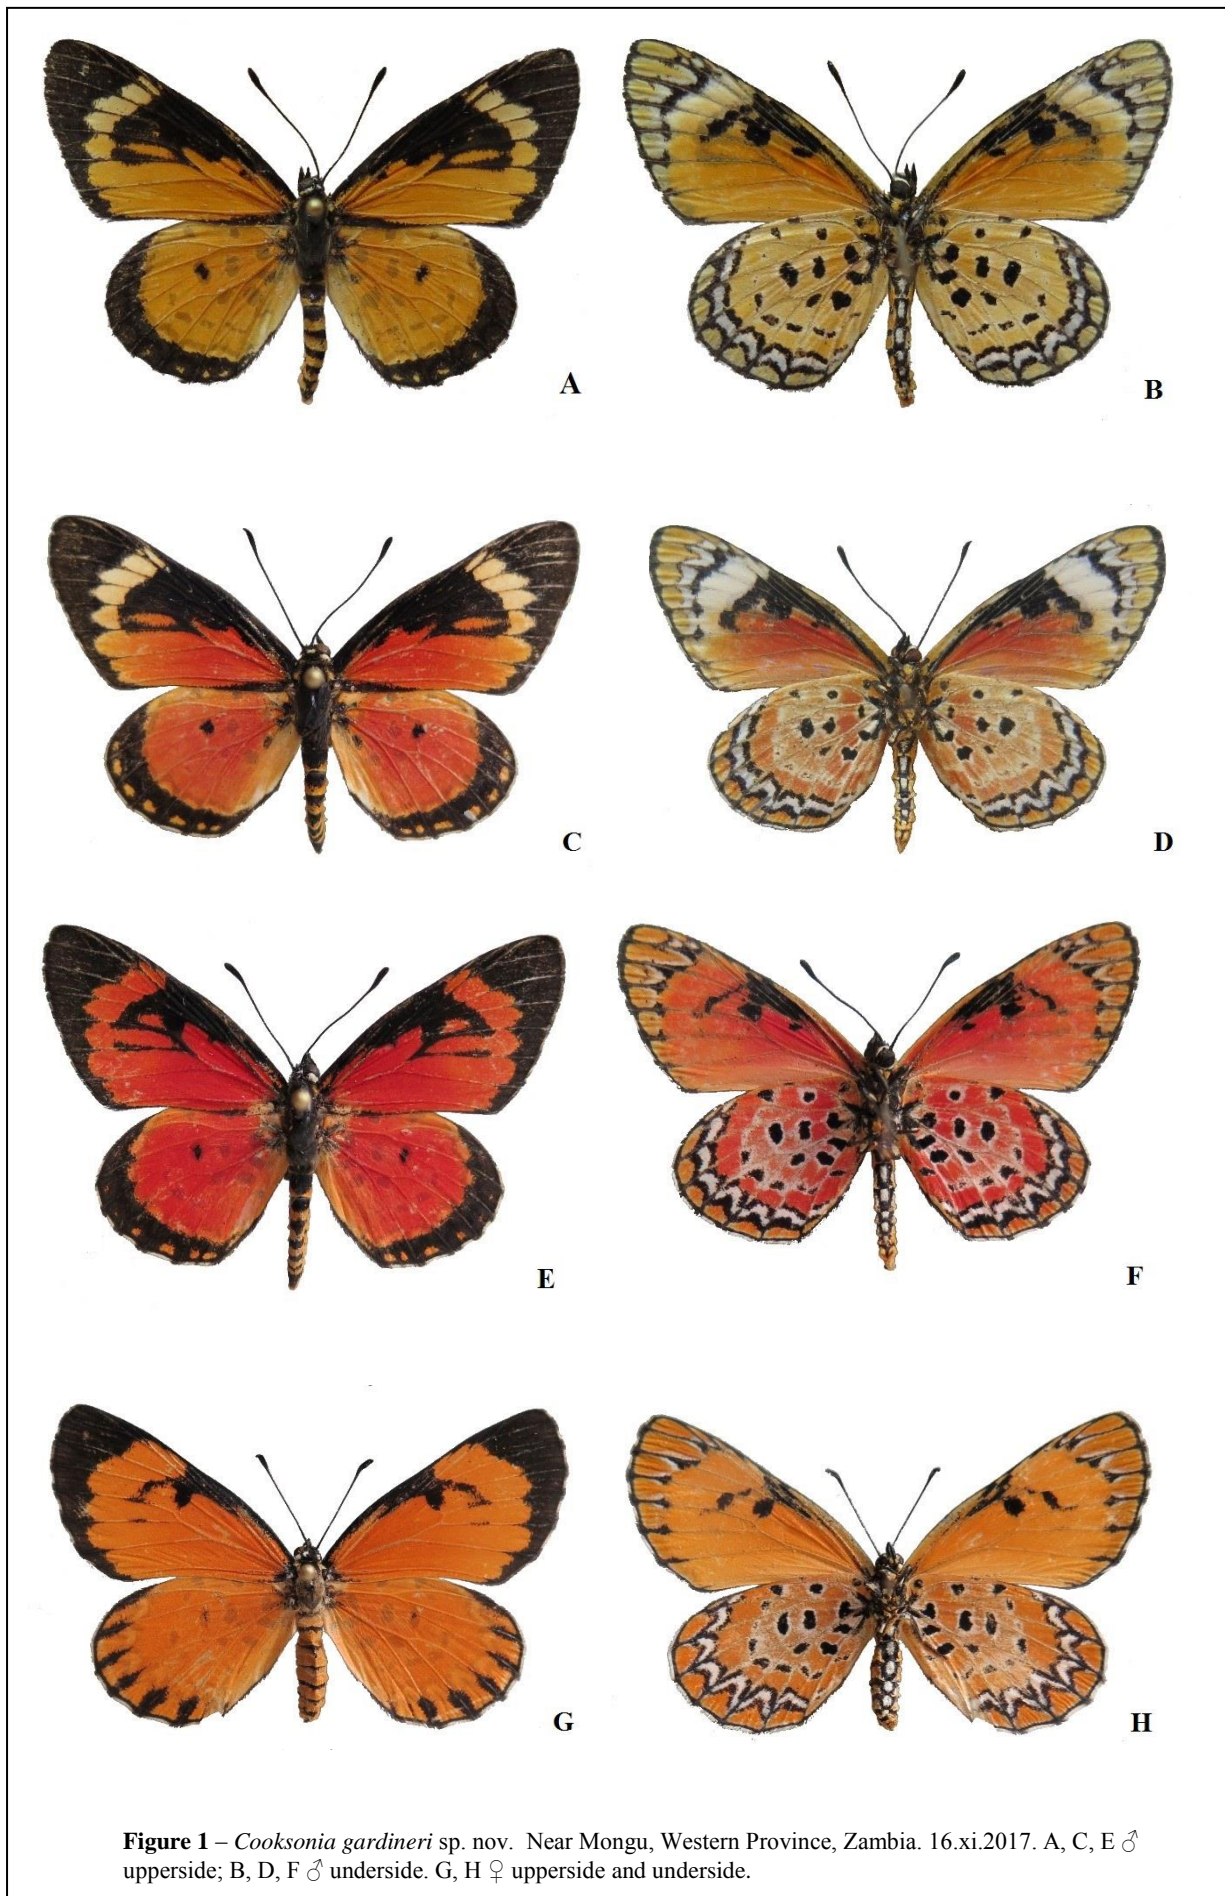 A
B
C
D
E
F
G
H
Figure 1 – Cooksonia gardineri sp. nov.  Near Mongu, Western Province, Zambia. 16.xi.2017. A, C, E ♂
upperside; B, D, F ♂ underside. G, H ♀ upperside and underside.